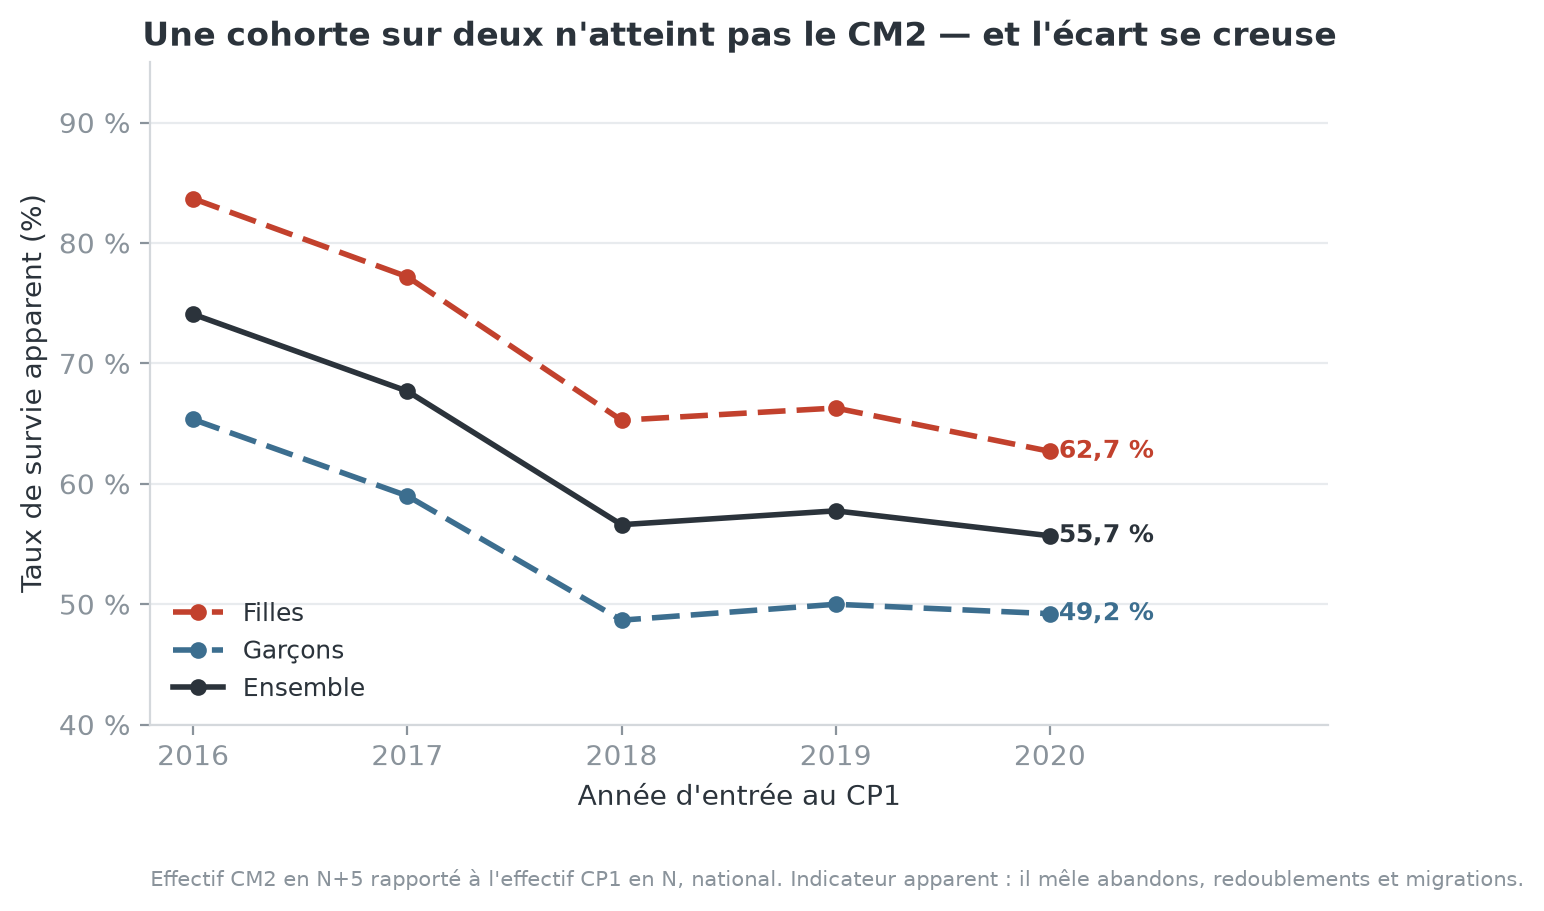 Une cohorte sur deux n'atteint pas le CM2 — et l'écart se creuse
Taux de survie apparent (%)
90 %
80 %
70 %
60 %
50 %
40 %
62,7 %
55,7 %
49,2 %
Filles
Garçons
Ensemble
2016
2017
2018
2019
2020
Année d'entrée au CP1
Effectif CM2 en N+5 rapporté à l'effectif CP1 en N, national. Indicateur apparent : il mêle abandons, redoublements et migrations.